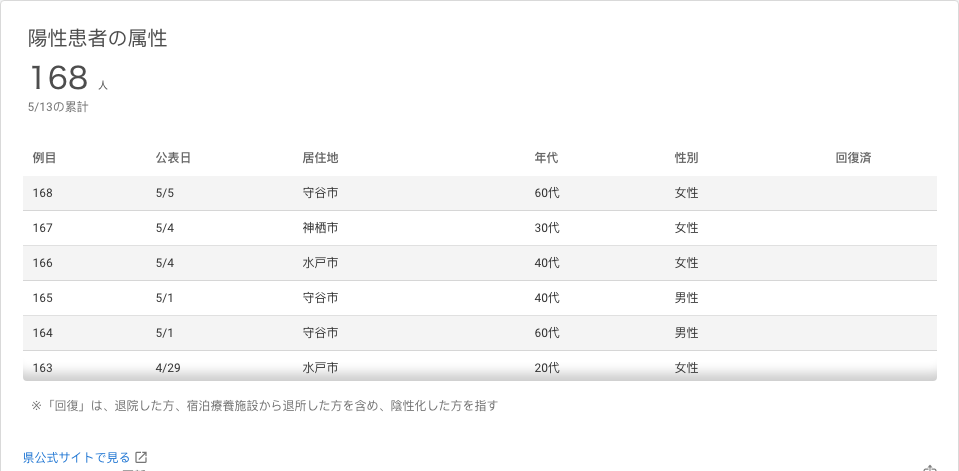 陽性患者の属性
168 人
5/13の累計
例目 公表日 居住地 年代 性別 回復済
168 5/5 守谷市 60代 女性
167 5/4 神栖市 30代 女性
166 5/4 水戸市 40代 女性
165 5/1 守谷市 40代 男性
164 5/1 守谷市 60代 男性
163 4/29 水戸市 20代 女性
※「回復」は、退院した方、宿泊療養施設から退所した方を含め、陰性化した方を指す
県公式サイトで見る